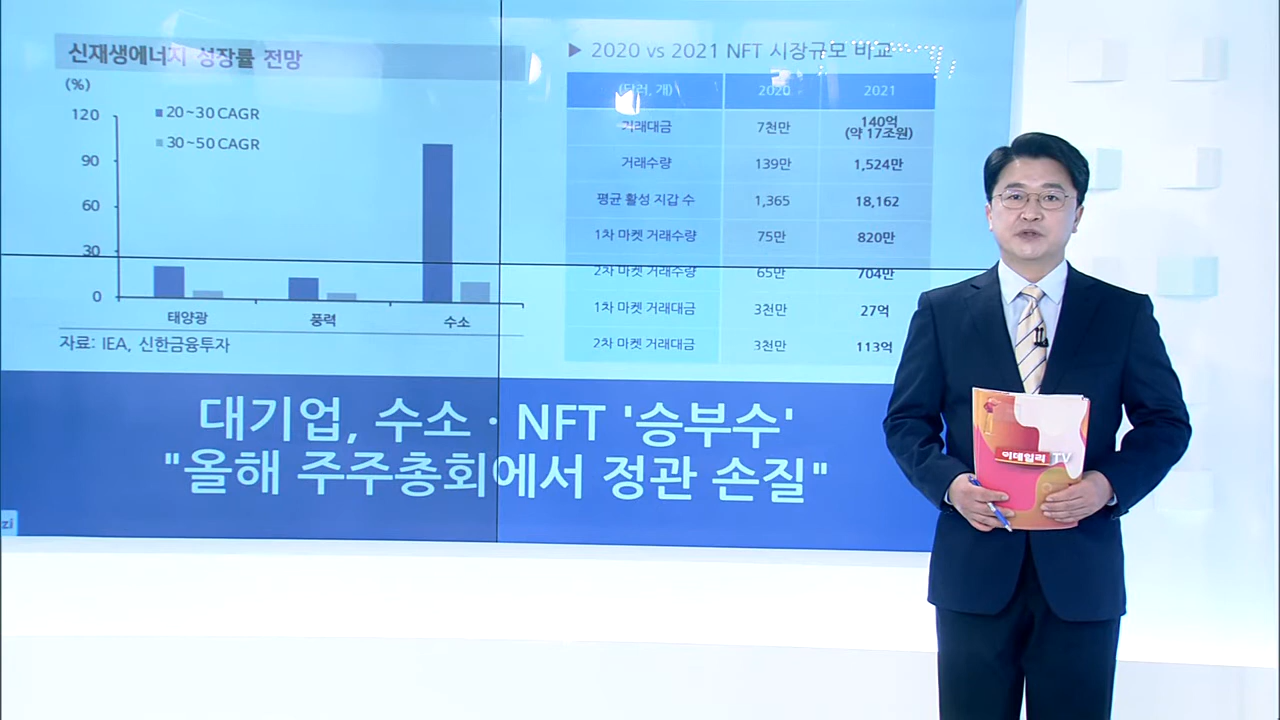 신재생에너지 성장률 전망
(%)
120
90
60
30
0
20~30 CAGR
30~50 CAGR
태양광 풍력 수소
자료: IEA, 신한금융투자
▶ 2020 vs 2021 NFT 시장규모 비교
(달러, 개) 2020 2021
거래대금 7천만 140억
(약 17조원)
거래수량 139만 1,524만
평균 활성 지갑 수 1,365 18,162
1차 마켓 거래수량 75만 820만
2차 마켓 거래수량 65만 704만
1차 마켓 거래대금 3천만 27억
2차 마켓 거래대금 3천만 113억
대기업, 수소·NFT '승부수'
"올해 주주총회에서 정관 손질"
zi
이데일리 TV